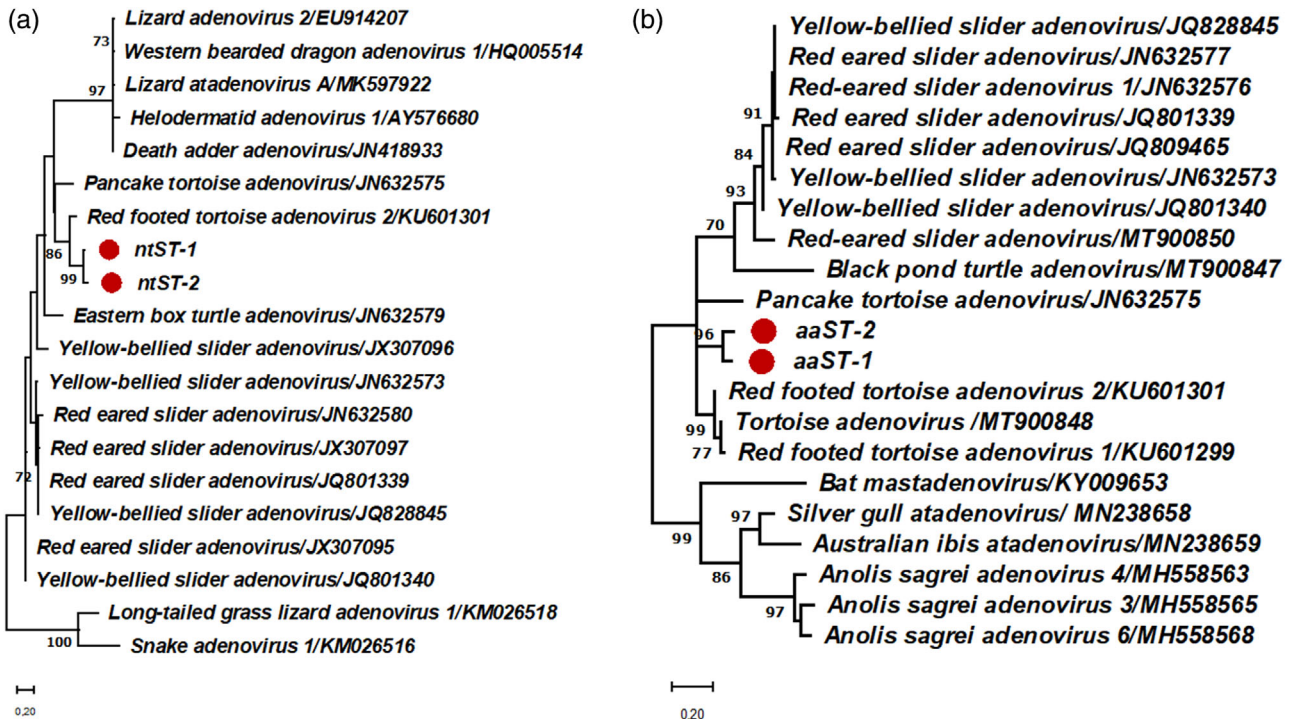 (a)
Lizard adenovirus 2/EU914207
73
Western bearded dragon adenovirus 1/HQ005514
Lizard atadenovirus A/MK597922
97
Helodermatid adenovirus 1/AY576680
Death adder adenovirus/JN418933
Pancake tortoise adenovirus/JN632575
Red footed tortoise adenovirus 2/KU601301
86
ntST-1
99
ntST-2
Eastern box turtle adenovirus/JN632579
Yellow-bellied slider adenovirus/JX307096
Yellow-bellied slider adenovirus/JN632573
Red eared slider adenovirus/JN632580
Red eared slider adenovirus/JX307097
72
Red eared slider adenovirus/JQ801339
Yellow-bellied slider adenovirus/JQ828845
Red eared slider adenovirus/JX307095
Yellow-bellied slider adenovirus/JQ801340
Long-tailed grass lizard adenovirus 1/KM026518
100
Snake adenovirus 1/KM026516
0,20
(b)
Yellow-bellied slider adenovirus/JQ828845
Red eared slider adenovirus/JN632577
Red-eared slider adenovirus 1/JN632576
91
Red eared slider adenovirus/JQ801339
Red eared slider adenovirus/JQ809465
84
Yellow-bellied slider adenovirus/JN632573
93
Yellow-bellied slider adenovirus/JQ801340
70
Red-eared slider adenovirus/MT900850
Black pond turtle adenovirus/MT900847
Pancake tortoise adenovirus/JN632575
96
aaST-2
aaST-1
Red footed tortoise adenovirus 2/KU601301
99
Tortoise adenovirus /MT900848
77
Red footed tortoise adenovirus 1/KU601299
Bat mastadenovirus/KY009653
97
Silver gull atadenovirus/ MN238658
99
Australian ibis atadenovirus/MN238659
86
Anolis sagrei adenovirus 4/MH558563
97
Anolis sagrei adenovirus 3/MH558565
Anolis sagrei adenovirus 6/MH558568
0.20